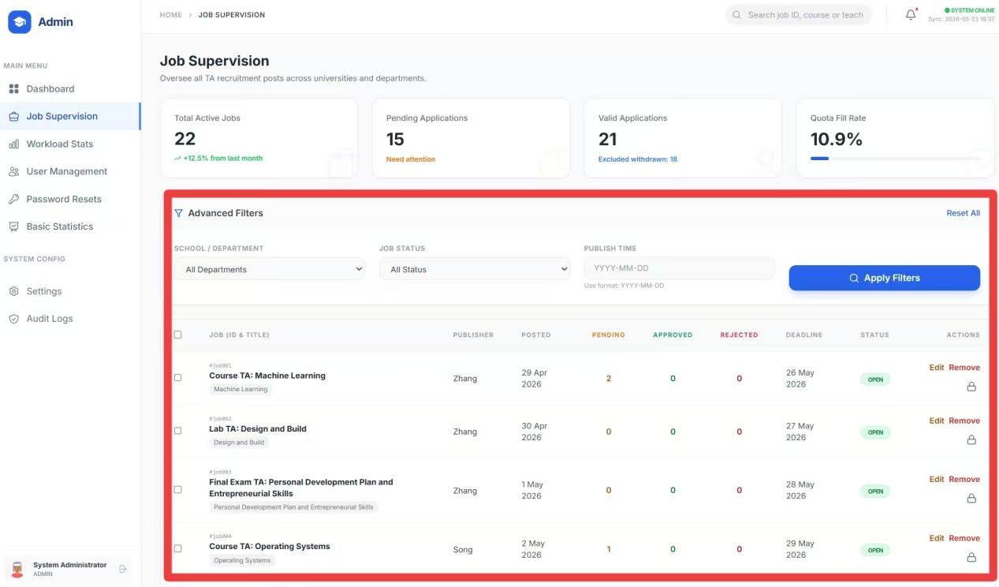 Admin
HOME > JOB SUPERVISION
Search job ID, course or teach
SYSTEM ONLINE
Sync: 2026-05-23 19:37
MAIN MENU
Dashboard
Job Supervision
Workload Stats
User Management
Password Resets
Basic Statistics
SYSTEM CONFIG
Settings
Audit Logs
System Administrator
ADMIN
Job Supervision
Oversee all TA recruitment posts across universities and departments.
Total Active Jobs
22
+12.5% from last month
Pending Applications
15
Need attention
Valid Applications
21
Excluded withdrawn: 18
Quota Fill Rate
10.9%
Advanced Filters
Reset All
SCHOOL / DEPARTMENT
All Departments
JOB STATUS
All Status
PUBLISH TIME
YYYY-MM-DD
Use format: YYYY-MM-DD
Apply Filters
JOB (ID & TITLE) PUBLISHER POSTED PENDING APPROVED REJECTED DEADLINE STATUS ACTIONS
#job001
Course TA: Machine Learning
Machine Learning
Zhang
29 Apr
2026
2
0
0
26 May
2026
OPEN
Edit Remove
#job002
Lab TA: Design and Build
Design and Build
Zhang
30 Apr
2026
0
0
0
27 May
2026
OPEN
Edit Remove
#job003
Final Exam TA: Personal Development Plan and
Entrepreneurial Skills
Personal Development Plan and Entrepreneurial Skills
Zhang
1 May
2026
0
0
0
28 May
2026
OPEN
Edit Remove
#job004
Course TA: Operating Systems
Operating Systems
Song
2 May
2026
1
0
0
29 May
2026
OPEN
Edit Remove